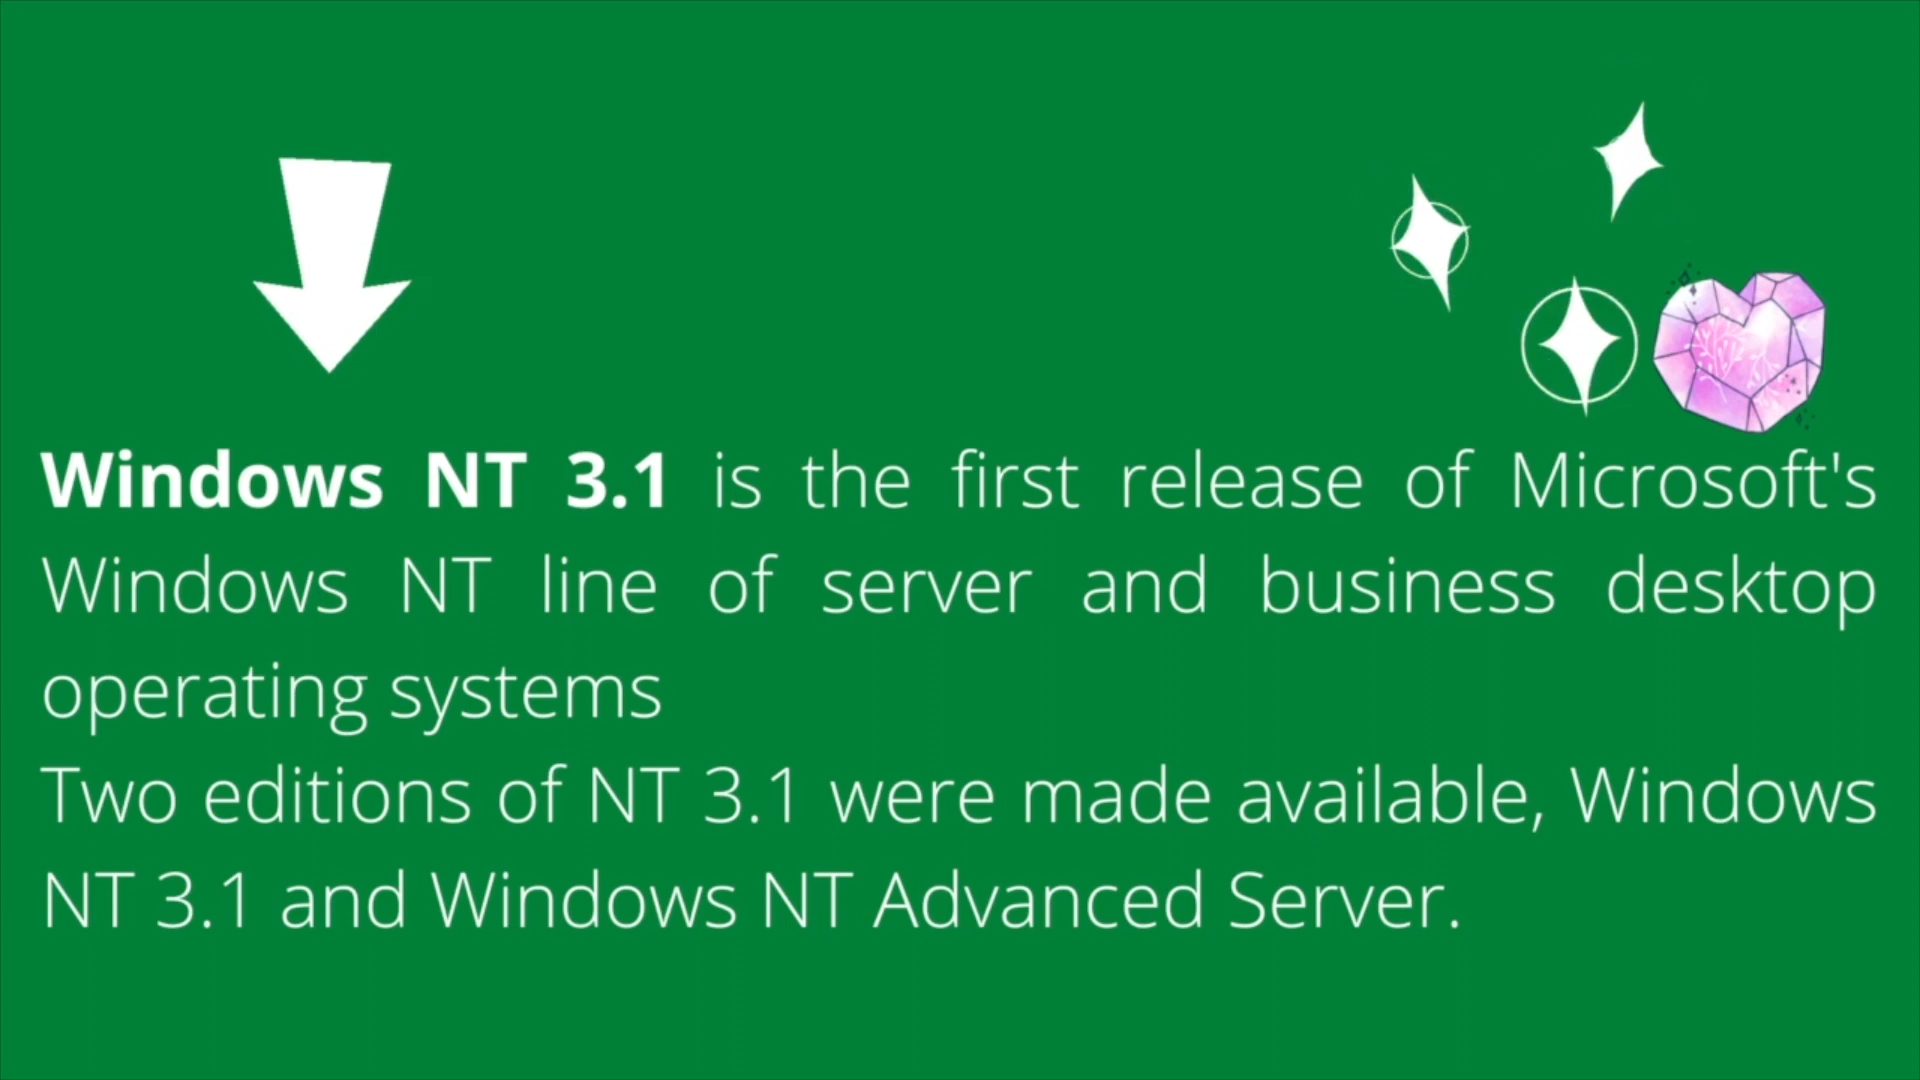 Windows NT 3.1 is the first release of Microsoft's
Windows NT line of server and business desktop
operating systems
Two editions of NT 3.1 were made available, Windows
NT 3.1 and Windows NT Advanced Server.